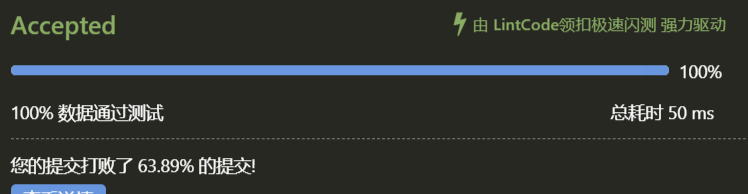 Accepted
由 LintCode领扣极速闪测 强力驱动
100%
100% 数据通过测试
总耗时 50 ms
您的提交打败了 63.89% 的提交!